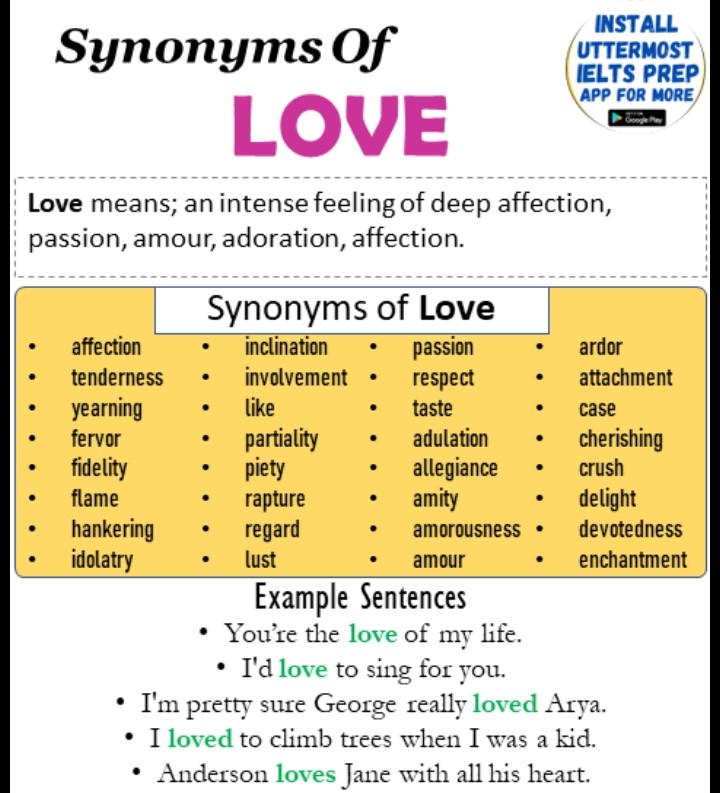 Synonyms Of
LOVE
INSTALL
UTTERMOST
IELTS PREP
APP FOR MORE
Google Play
Love means; an intense feeling of deep affection,
passion, amour, adoration, affection.
Synonyms of Love
• affection • inclination • passion • ardor
• tenderness • involvement • respect • attachment
• yearning • like • taste • case
• fervor • partiality • adulation • cherishing
• fidelity • piety • allegiance • crush
• flame • rapture • amity • delight
• hankering • regard • amorousness • devotedness
• idolatry • lust • amour • enchantment
Example Sentences
• You’re the love of my life.
• I'd love to sing for you.
• I'm pretty sure George really loved Arya.
• I loved to climb trees when I was a kid.
• Anderson loves Jane with all his heart.